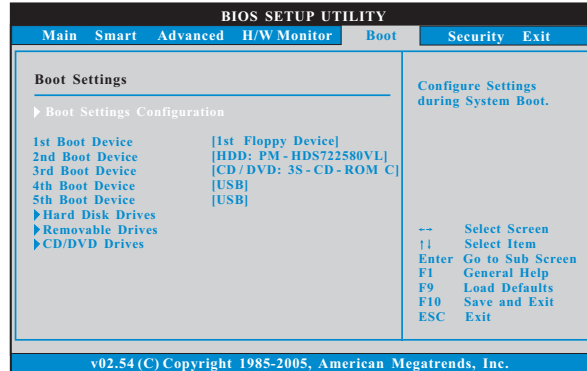 BIOS SETUP UTILITY
Main Smart Advanced H/W Monitor Boot Security Exit
Boot Settings
Boot Settings Configuration
1st Boot Device [1st Floppy Device]
2nd Boot Device [HDD: PM - HDS722580VL]
3rd Boot Device [CD / DVD: 3S - CD - ROM C]
4th Boot Device [USB]
5th Boot Device [USB]
Hard Disk Drives
Removable Drives
CD/DVD Drives
Configure Settings
during System Boot.
←→ Select Screen
↑↓ Select Item
Enter Go to Sub Screen
F1 General Help
F9 Load Defaults
F10 Save and Exit
ESC Exit
v02.54 (C) Copyright 1985-2005, American Megatrends, Inc.